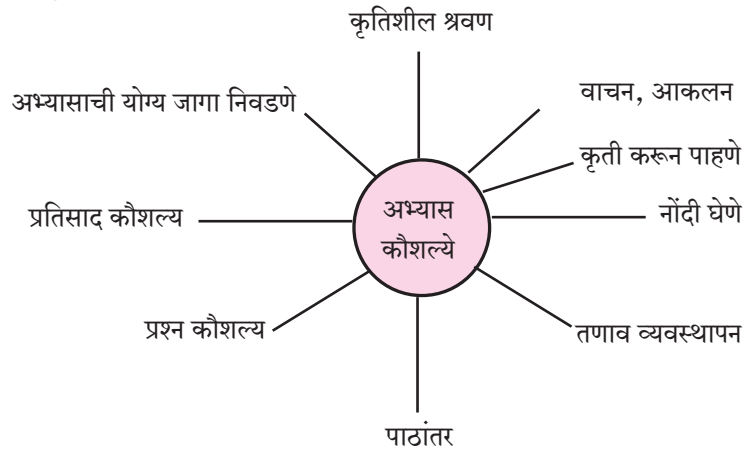 कृतिशील श्रवण
अभ्यासाची योग्य जागा निवडणे
वाचन, आकलन
कृती करून पाहणे
प्रतिसाद कौशल्य
अभ्यास
कौशल्ये
नोंदी घेणे
प्रश्न कौशल्य
तणाव व्यवस्थापन
पाठांतर